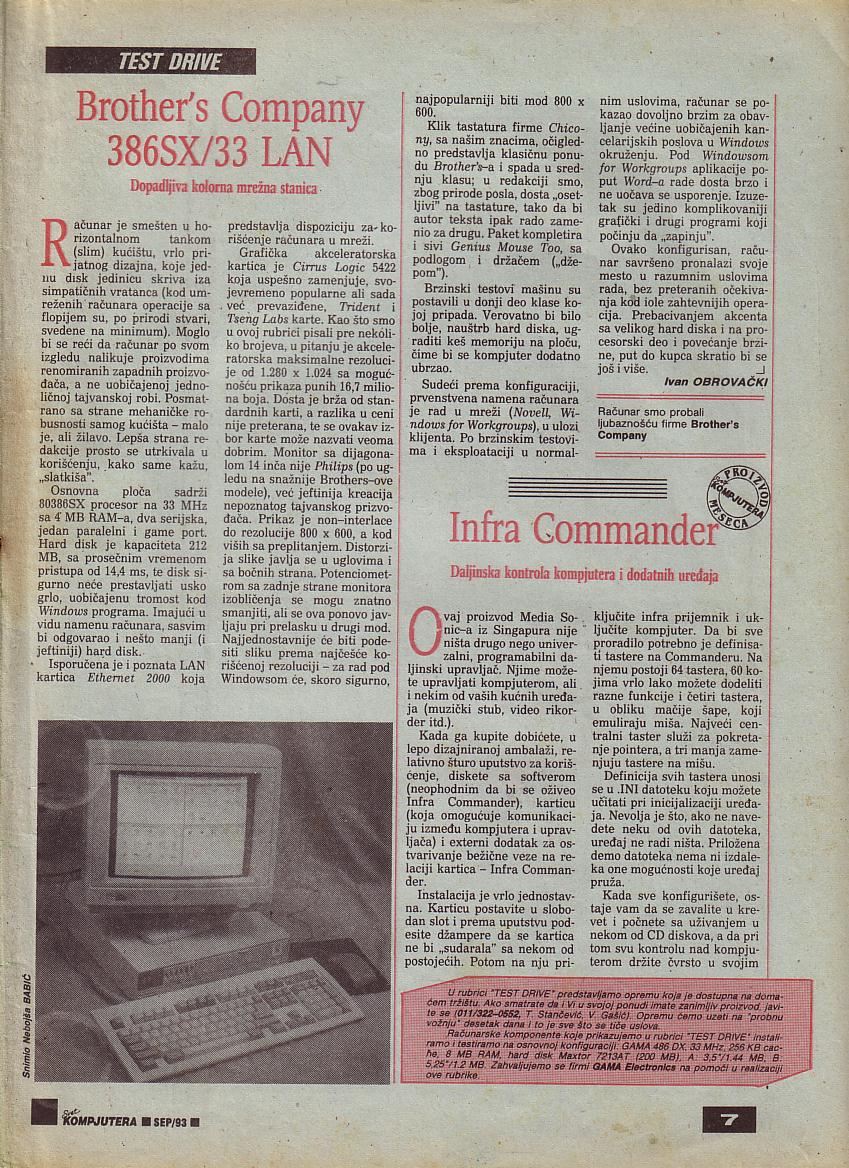 TEST DRIVE
Brother's Company
386SX/33 LAN
Dopadljiva kolorna mrežna stanica
Računar je smešten u ho-
rizontalnom tankom
(slim) kućištu, vrlo pri-
jatnog dizajna, koje jed-
nu disk jedinicu skriva iza
simpatičnih vratanca (kod um-
reženih računara operacije sa
flopijem su, po prirodi stvari,
svedene na minimum). Moglo
bi se reći da računar po svom
izgledu nalikuje proizvodima
renomiranih zapadnih proizvo-
đača, a ne uobičajenoj jedno-
ličnoj tajvanskoj robi. Posmat-
rano sa strane mehaničke ro-
busnosti samog kućišta – malo
je, ali žilavo. Lepša strana re-
dakcije prosto se utrkivala u
korišćenju, kako same kažu,
„slatkiša".
Osnovna ploča sadrži
80386SX procesor na 33 MHz
sa 4 MB RAM–a, dva serijska,
jedan paralelni i game port.
Hard disk je kapaciteta 212
MB, sa prosečnim vremenom
pristupa od 14,4 ms, te disk si-
gurno neće prestavljati usko
grlo, uobičajenu tromost kod
Windows programa. Imajući u
vidu namenu računara, sasvim
bi odgovarao i nešto manji (i
jeftiniji) hard disk.
Isporučena je i poznata LAN
kartica Ethernet 2000 koja
predstavlja dispoziciju za ko-
rišćenje računara u mreži.
Grafička akceleratorska
kartica je Cirrus Logic 5422
koja uspešno zamenjuje, svo-
jevremeno popularne ali sada
već prevaziđene, Trident i
Tseng Labs karte. Kao što smo
u ovoj rubrici pisali pre nekoli-
ko brojeva, u pitanju je akcele-
ratorska maksimalne rezoluci-
je od 1.280 x 1.024 sa moguć-
nošću prikaza punih 16,7 milio-
na boja. Dosta je brža od stan-
dardnih karti, a razlika u ceni
nije preterana, te se ovakav iz-
bor karte može nazvati veoma
dobrim. Monitor sa dijagona-
lom 14 inča nije Philips (po ug-
ledu na snažnije Brothers–ove
modele), već jeftinija kreacija
nepoznatog tajvanskog prizvo-
đača. Prikaz je non–interlace
do rezolucije 800 x 600, a kod
viših sa preplitanjem. Distorzi-
ja slike javlja se u uglovima i
sa bočnih strana. Potenciomet-
rom sa zadnje strane monitora
izobličenja se mogu znatno
smanjiti, ali se ova ponovo jav-
ljaju pri prelasku u drugi mod.
Najjednostavnije će biti pode-
siti sliku prema najčešće ko-
rišćenoj rezoluciji – za rad pod
Windowsom će, skoro sigurno,
najpopularniji biti mod 800 x
600.
Klik tastatura firme Chico-
ny, sa našim znacima, očigled-
no predstavlja klasičnu ponu-
du Brother's–a i spada u sred-
nju klasu; u redakciji smo,
zbog prirode posla, dosta „oset-
ljivi" na tastature, tako da bi
autor teksta ipak rado zame-
nio za drugu. Paket kompletira
i sivi Genius Mouse Too, sa
podlogom i držačem („dže-
pom").
Brzinski testovi mašinu su
postavili u donji deo klase ko-
joj pripada. Verovatno bi bilo
bolje, nauštrb hard diska, ug-
raditi keš memoriju na ploču,
čime bi se kompjuter dodatno
ubrzao.
Sudeći prema konfiguraciji,
prvenstvena namena računara
je rad u mreži (Novell, Wi-
ndows for Workgroups), u ulozi
klijenta. Po brzinskim testovi-
ma i eksploataciji u normal-
nim uslovima, računar se po-
kazao dovoljno brzim za obav-
ljanje većine uobičajenih kan-
celarijskih poslova u Windows
okruženju. Pod Windowsom
for Workgroups aplikacije po-
put Word–a rade dosta brzo i
ne uočava se usporenje. Izuze-
tak su jedino komplikovaniji
grafički i drugi programi koji
počinju da „zapinju".
Ovako konfigurisan, raču-
nar savršeno pronalazi svoje
mesto u razumnim uslovima
rada, bez preteranih očekiva-
nja kod iole zahtevnijih opera-
cija. Prebacivanjem akcenta
sa velikog hard diska i na pro-
cesorski deo i povećanje brzi-
ne, put do kupca skratio bi se
još i više.
Ivan OBROVAČKI
Računar smo probali
ljubaznošću firme Brother's
Company
PROIZVOD
Svet KOMPJUTERA
MESECA
Infra Commander
Daljinska kontrola kompjutera i dodatnih uređaja
Ovaj proizvod Media So-
nic–a iz Singapura nije
ništa drugo nego univer-
zalni, programabilni da-
ljinski upravljač. Njime može-
te upravljati kompjuterom, ali
i nekim od vaših kućnih uređa-
ja (muzički stub, video rikor-
der itd.).
Kada ga kupite dobićete, u
lepo dizajniranoj ambalaži, re-
lativno šturo uputstvo za koriš-
ćenje, diskete sa softverom
(neophodnim da bi se oživeo
Infra Commander), karticu
(koja omogućuje komunikaci-
ju između kompjutera i uprav-
ljača) i externi dodatak za os-
tvarivanje bežične veze na re-
laciji kartica – Infra Comman-
der.
Instalacija je vrlo jednostav-
na. Karticu postavite u slobo-
dan slot i prema uputstvu pod-
esite džampere da se kartica
ne bi „sudarala" sa nekom od
postojećih. Potom na nju pri-
ključite infra prijemnik i uk-
ljučite kompjuter. Da bi sve
proradilo potrebno je definisa-
ti tastere na Commanderu. Na
njemu postoji 64 tastera, 60 ko-
jima vrlo lako možete dodeliti
razne funkcije i četiri tastera,
u obliku mačije šape, koji
emuliraju miša. Najveći cen-
tralni taster služi za pokreta-
nje pointera, a tri manja zame-
njuju tastere na mišu.
Definicija svih tastera unosi
se u .INI datoteku koju možete
učitati pri inicijalizaciji uređa-
ja. Nevolja je što, ako ne nave-
dete neku od ovih datoteka,
uređaj ne radi ništa. Priložena
demo datoteka nema ni izdale-
ka one mogućnosti koje uređaj
pruža.
Kada sve konfigurišete, os-
taje vam da se zavalite u kre-
vet i počnete sa uživanjem u
nekom od CD diskova, a da pri
tom svu kontrolu nad kompju-
terom držite čvrsto u svojim
U rubrici "TEST DRIVE" predstavljamo opremu koja je dostupna na doma-
ćem tržištu. Ako smatrate da i Vi u svojoj ponudi imate zanimljiv proizvod, javi-
te se (011/322–0552, T. Stančević, V. Gašić). Opremu ćemo uzeti na "probnu
vožnju" desetak dana i to je sve što se tiče uslova.
Računarske komponente koje prikazujemo u rubrici "TEST DRIVE" instali-
ramo i testiramo na osnovnoj konfiguraciji: GAMA 486 DX, 33 MHz, 256 KB cac-
he, 8 MB RAM, hard disk Maxtor 7213AT (200 MB), A: 3,5"/1.44 MB, B:
5,25"/1.2 MB. Zahvaljujemo se firmi GAMA Electronics na pomoći u realizaciji
ove rubrike.
Snimio Nebojša BABIĆ
Svet KOMPJUTERA ■ SEP/93 ■
7